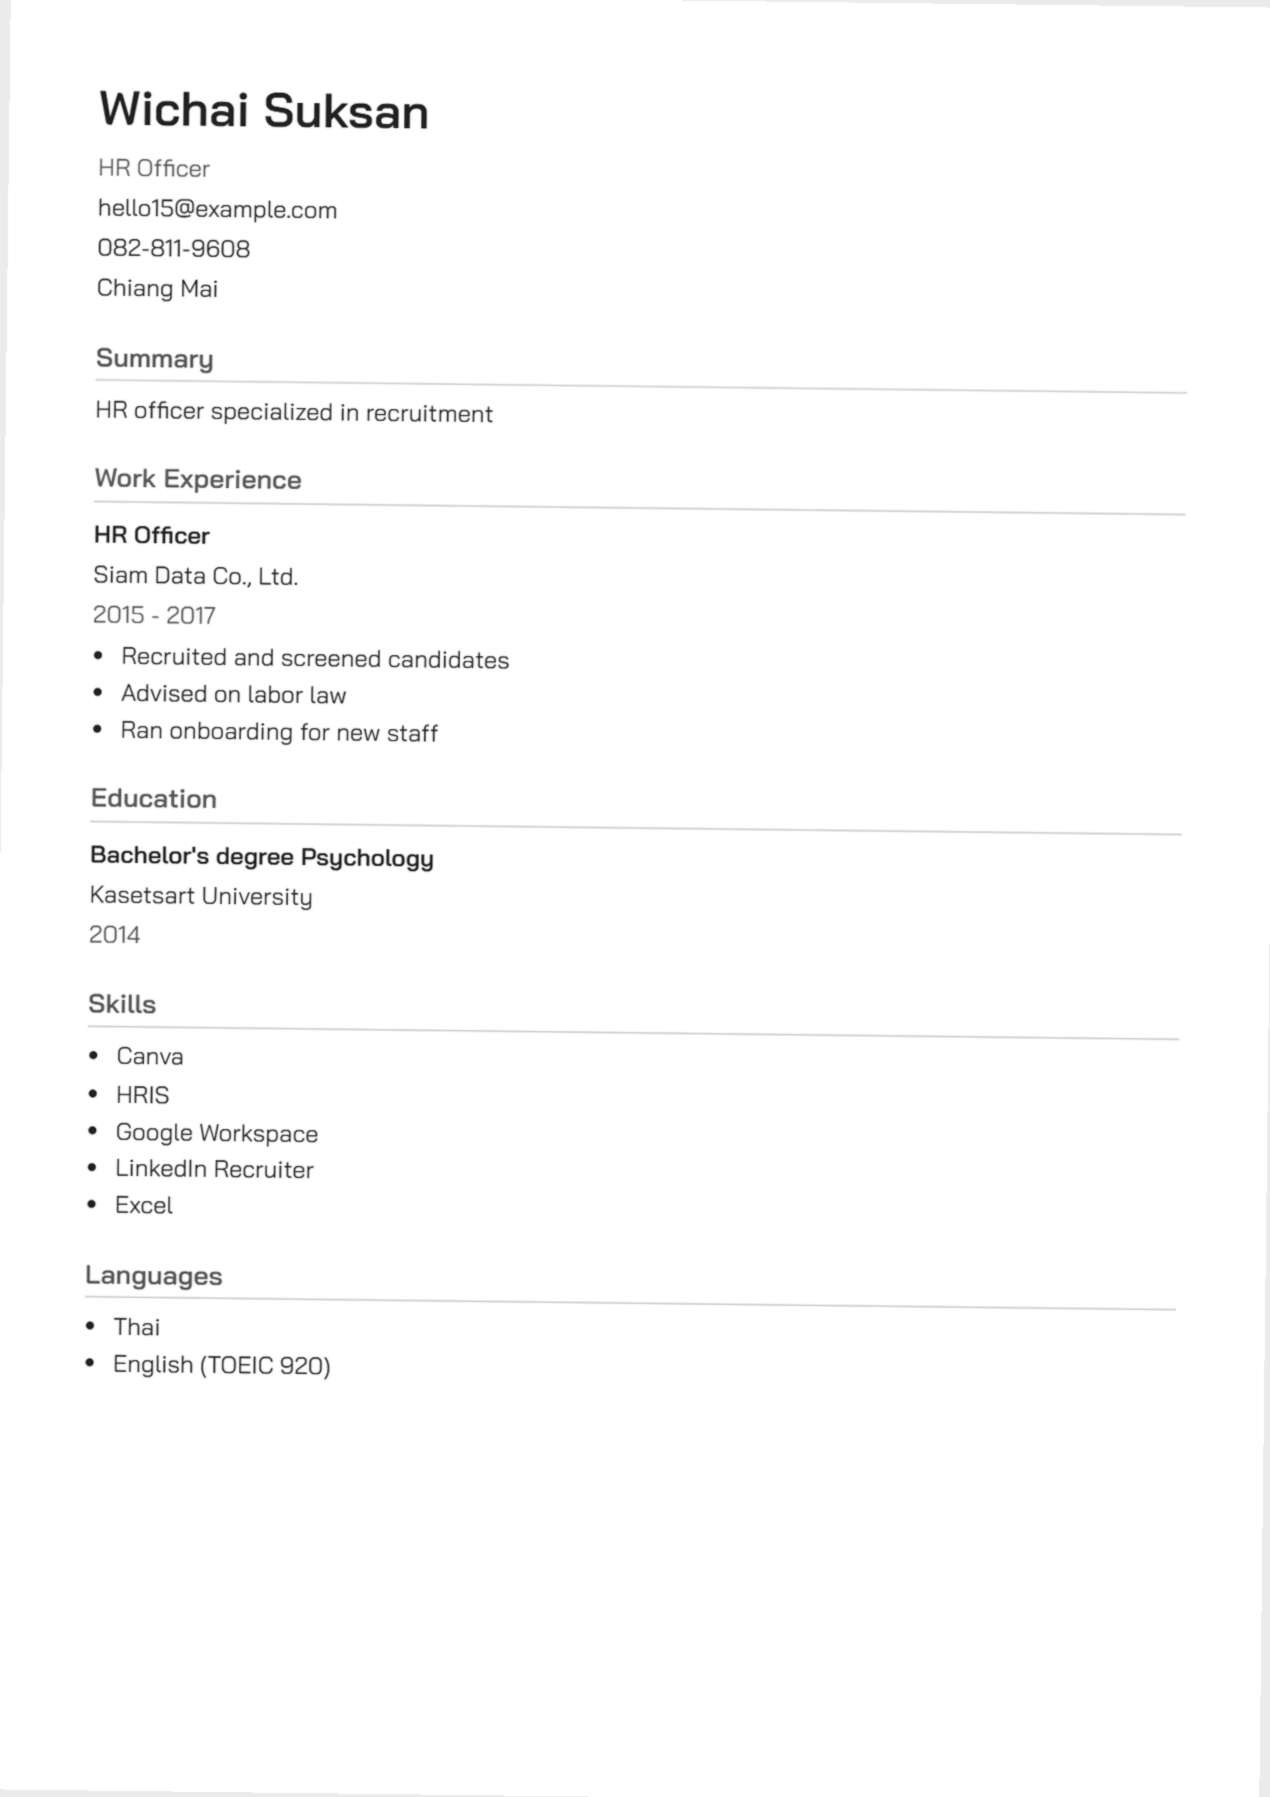 Wichai Suksan
HR Officer
hello15@example.com
082-811-9608
Chiang Mai
Summary
HR officer specialized in recruitment
Work Experience
HR Officer
Siam Data Co., Ltd.
2015 - 2017
• Recruited and screened candidates
• Advised on labor law
• Ran onboarding for new staff
Education
Bachelor's degree Psychology
Kasetsart University
2014
Skills
• Canva
• HRIS
• Google Workspace
• LinkedIn Recruiter
• Excel
Languages
• Thai
• English (TOEIC 920)